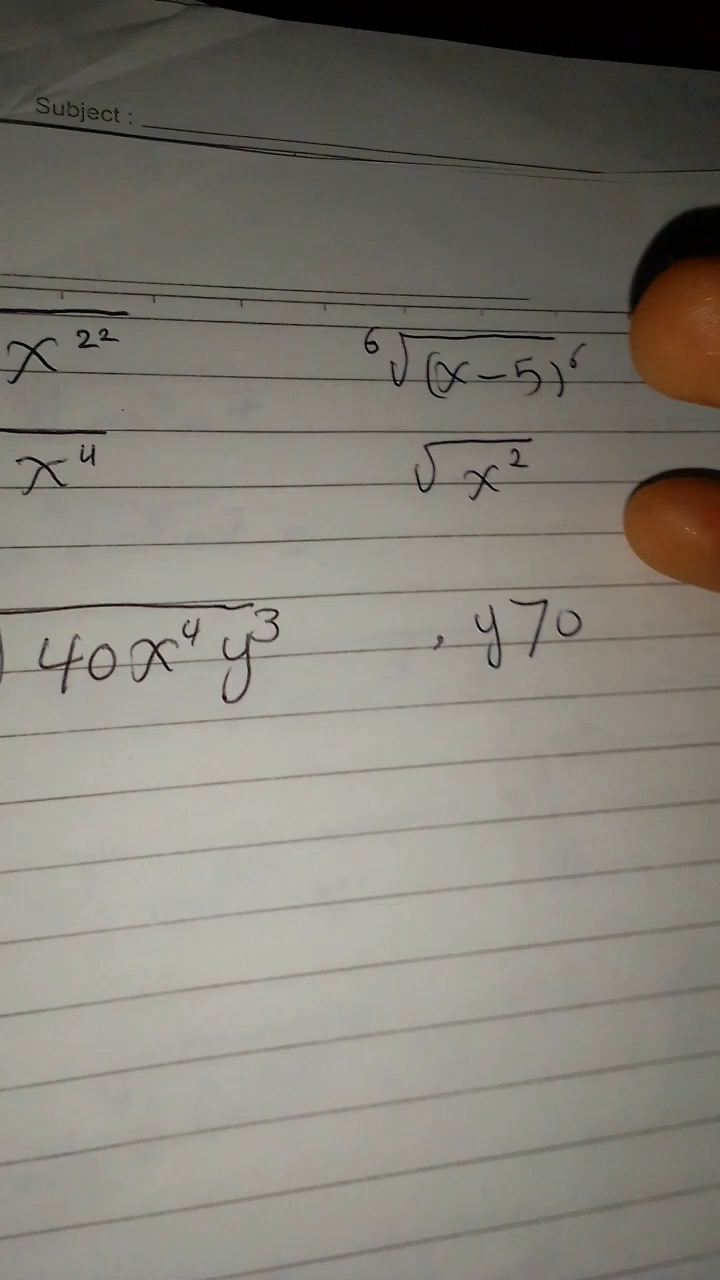 Subject :
x²² ⁶√(x-5)⁶
x⁴ √x²
40x⁴y³ , y>0